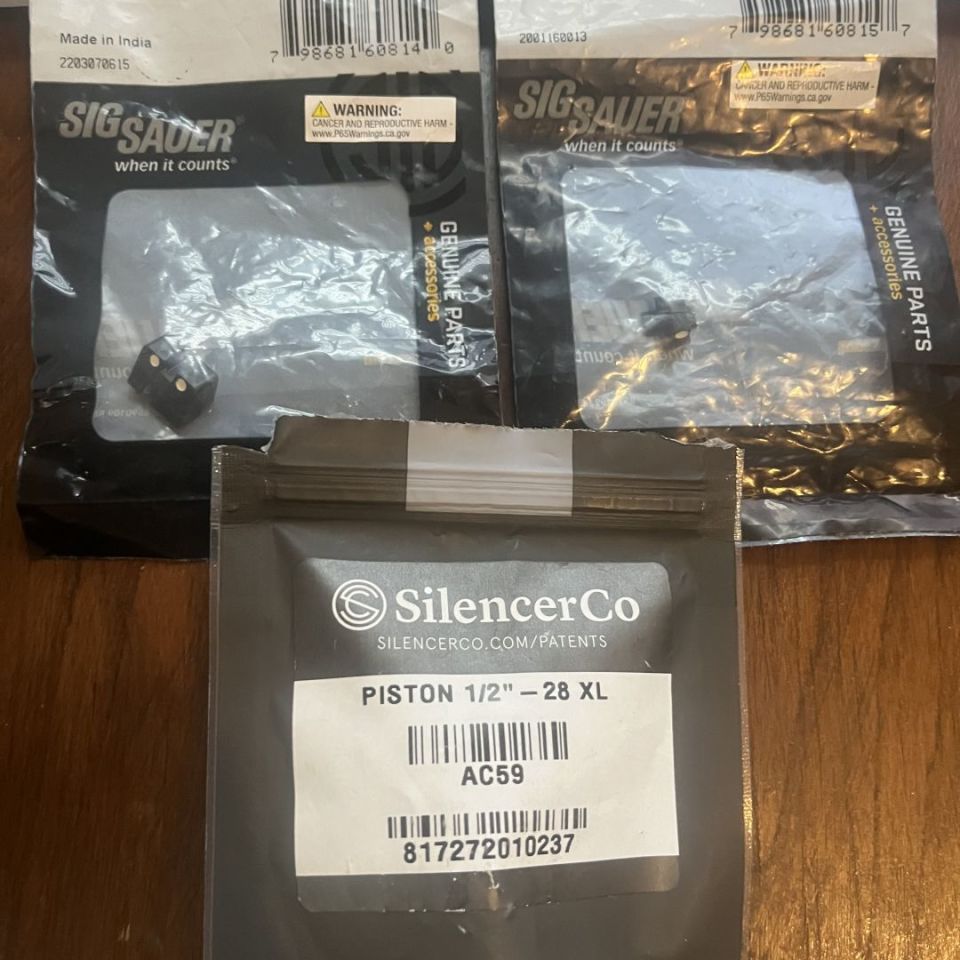 Made in India
2203070615
7 98681 60814 0
SIG SAUER
when it counts®
WARNING:
CANCER AND REPRODUCTIVE HARM -
www.P65Warnings.ca.gov
GENUINE PARTS
+ accessories
2001160013
7 98681 60815 7
SIG SAUER
when it counts®
WARNING:
CANCER AND REPRODUCTIVE HARM -
www.P65Warnings.ca.gov
GENUINE PARTS
+ accessories
SilencerCo
SILENCERCO.COM/PATENTS
PISTON 1/2" – 28 XL
AC59
817272010237